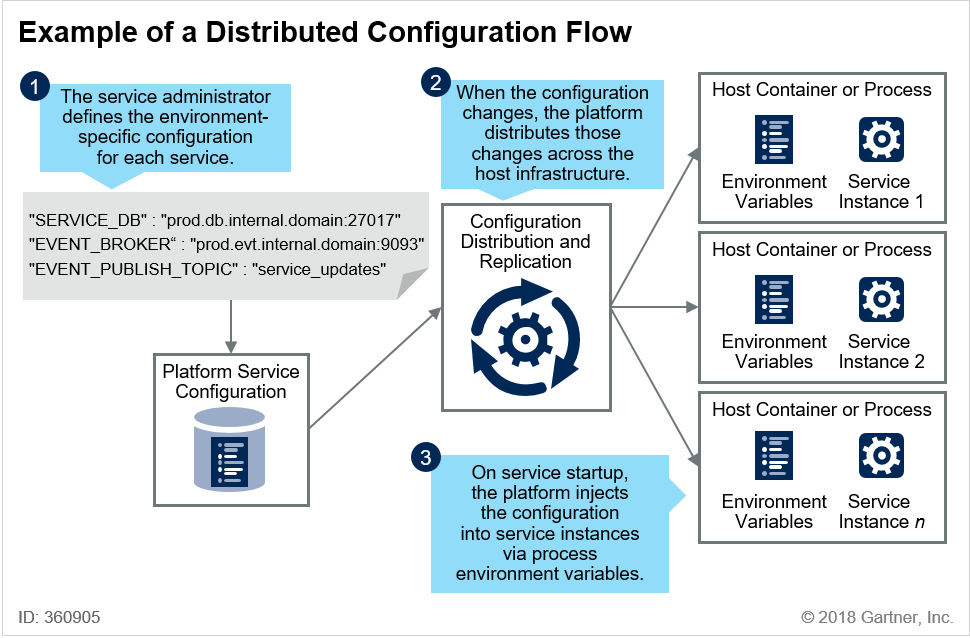 Example of a Distributed Configuration Flow
1
The service administrator
defines the environment-
specific configuration
for each service.
"SERVICE_DB" : "prod.db.internal.domain:27017"
"EVENT_BROKER“ : "prod.evt.internal.domain:9093"
"EVENT_PUBLISH_TOPIC" : "service_updates"
Platform Service
Configuration
2
When the configuration
changes, the platform
distributes those
changes across the
host infrastructure.
Configuration
Distribution and
Replication
3
On service startup,
the platform injects
the configuration
into service instances
via process
environment variables.
Host Container or Process
Environment
Variables
Service
Instance 1
Host Container or Process
Environment
Variables
Service
Instance 2
Host Container or Process
Environment
Variables
Service
Instance n
ID: 360905
© 2018 Gartner, Inc.